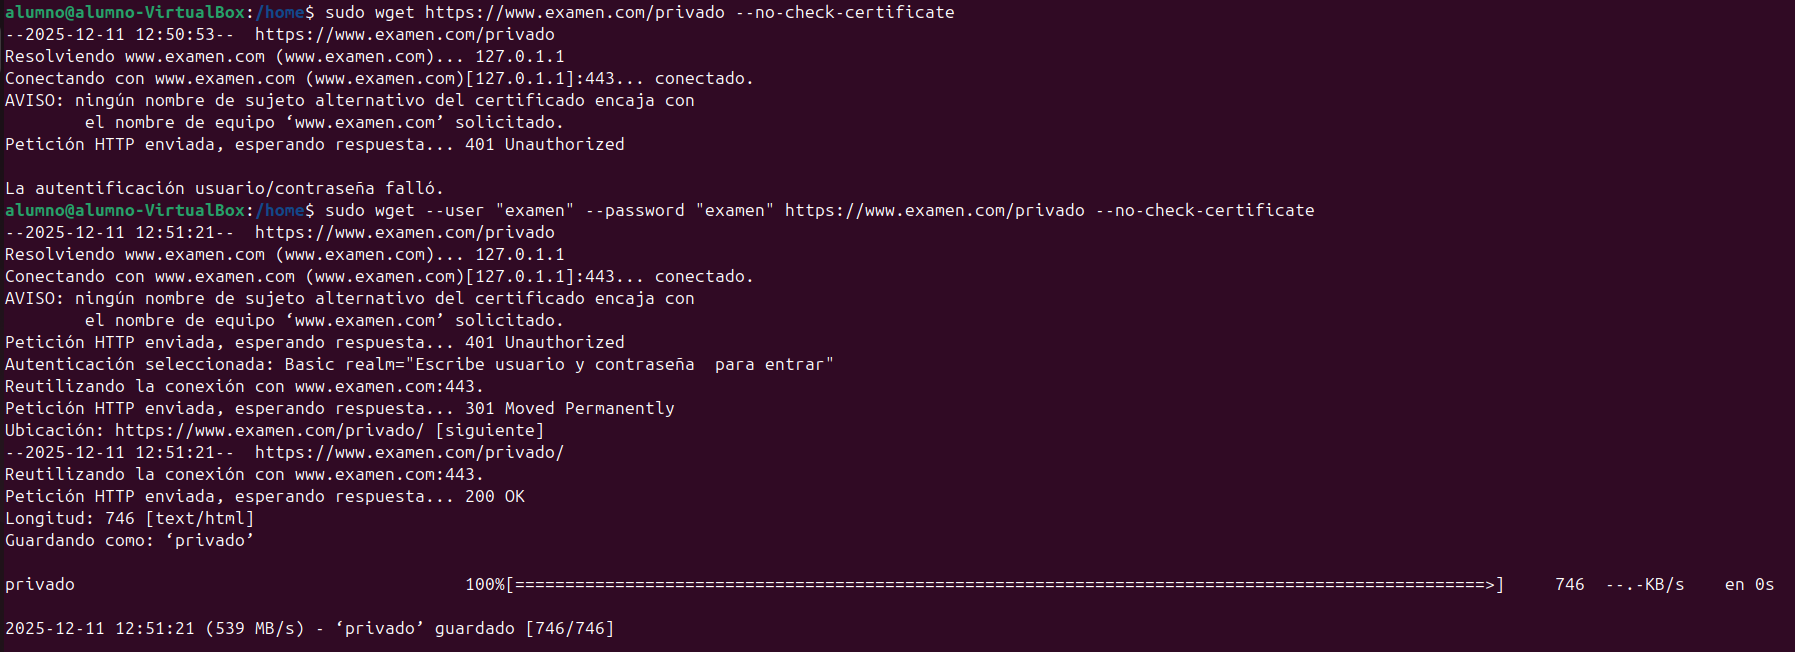 alumno@alumno-VirtualBox:/home$ sudo wget https://www.examen.com/privado --no-check-certificate
--2025-12-11 12:50:53--  https://www.examen.com/privado
Resolviendo www.examen.com (www.examen.com)... 127.0.1.1
Conectando con www.examen.com (www.examen.com)[127.0.1.1]:443... conectado.
AVISO: ningún nombre de sujeto alternativo del certificado encaja con
        el nombre de equipo ‘www.examen.com’ solicitado.
Petición HTTP enviada, esperando respuesta... 401 Unauthorized

La autentificación usuario/contraseña falló.
alumno@alumno-VirtualBox:/home$ sudo wget --user "examen" --password "examen" https://www.examen.com/privado --no-check-certificate
--2025-12-11 12:51:21--  https://www.examen.com/privado
Resolviendo www.examen.com (www.examen.com)... 127.0.1.1
Conectando con www.examen.com (www.examen.com)[127.0.1.1]:443... conectado.
AVISO: ningún nombre de sujeto alternativo del certificado encaja con
        el nombre de equipo ‘www.examen.com’ solicitado.
Petición HTTP enviada, esperando respuesta... 401 Unauthorized
Autenticación seleccionada: Basic realm="Escribe usuario y contraseña  para entrar"
Reutilizando la conexión con www.examen.com:443.
Petición HTTP enviada, esperando respuesta... 301 Moved Permanently
Ubicación: https://www.examen.com/privado/ [siguiente]
--2025-12-11 12:51:21--  https://www.examen.com/privado/
Reutilizando la conexión con www.examen.com:443.
Petición HTTP enviada, esperando respuesta... 200 OK
Longitud: 746 [text/html]
Guardando como: ‘privado’

privado                                       100%[=================================================================================================>]     746  --.-KB/s    en 0s

2025-12-11 12:51:21 (539 MB/s) - ‘privado’ guardado [746/746]